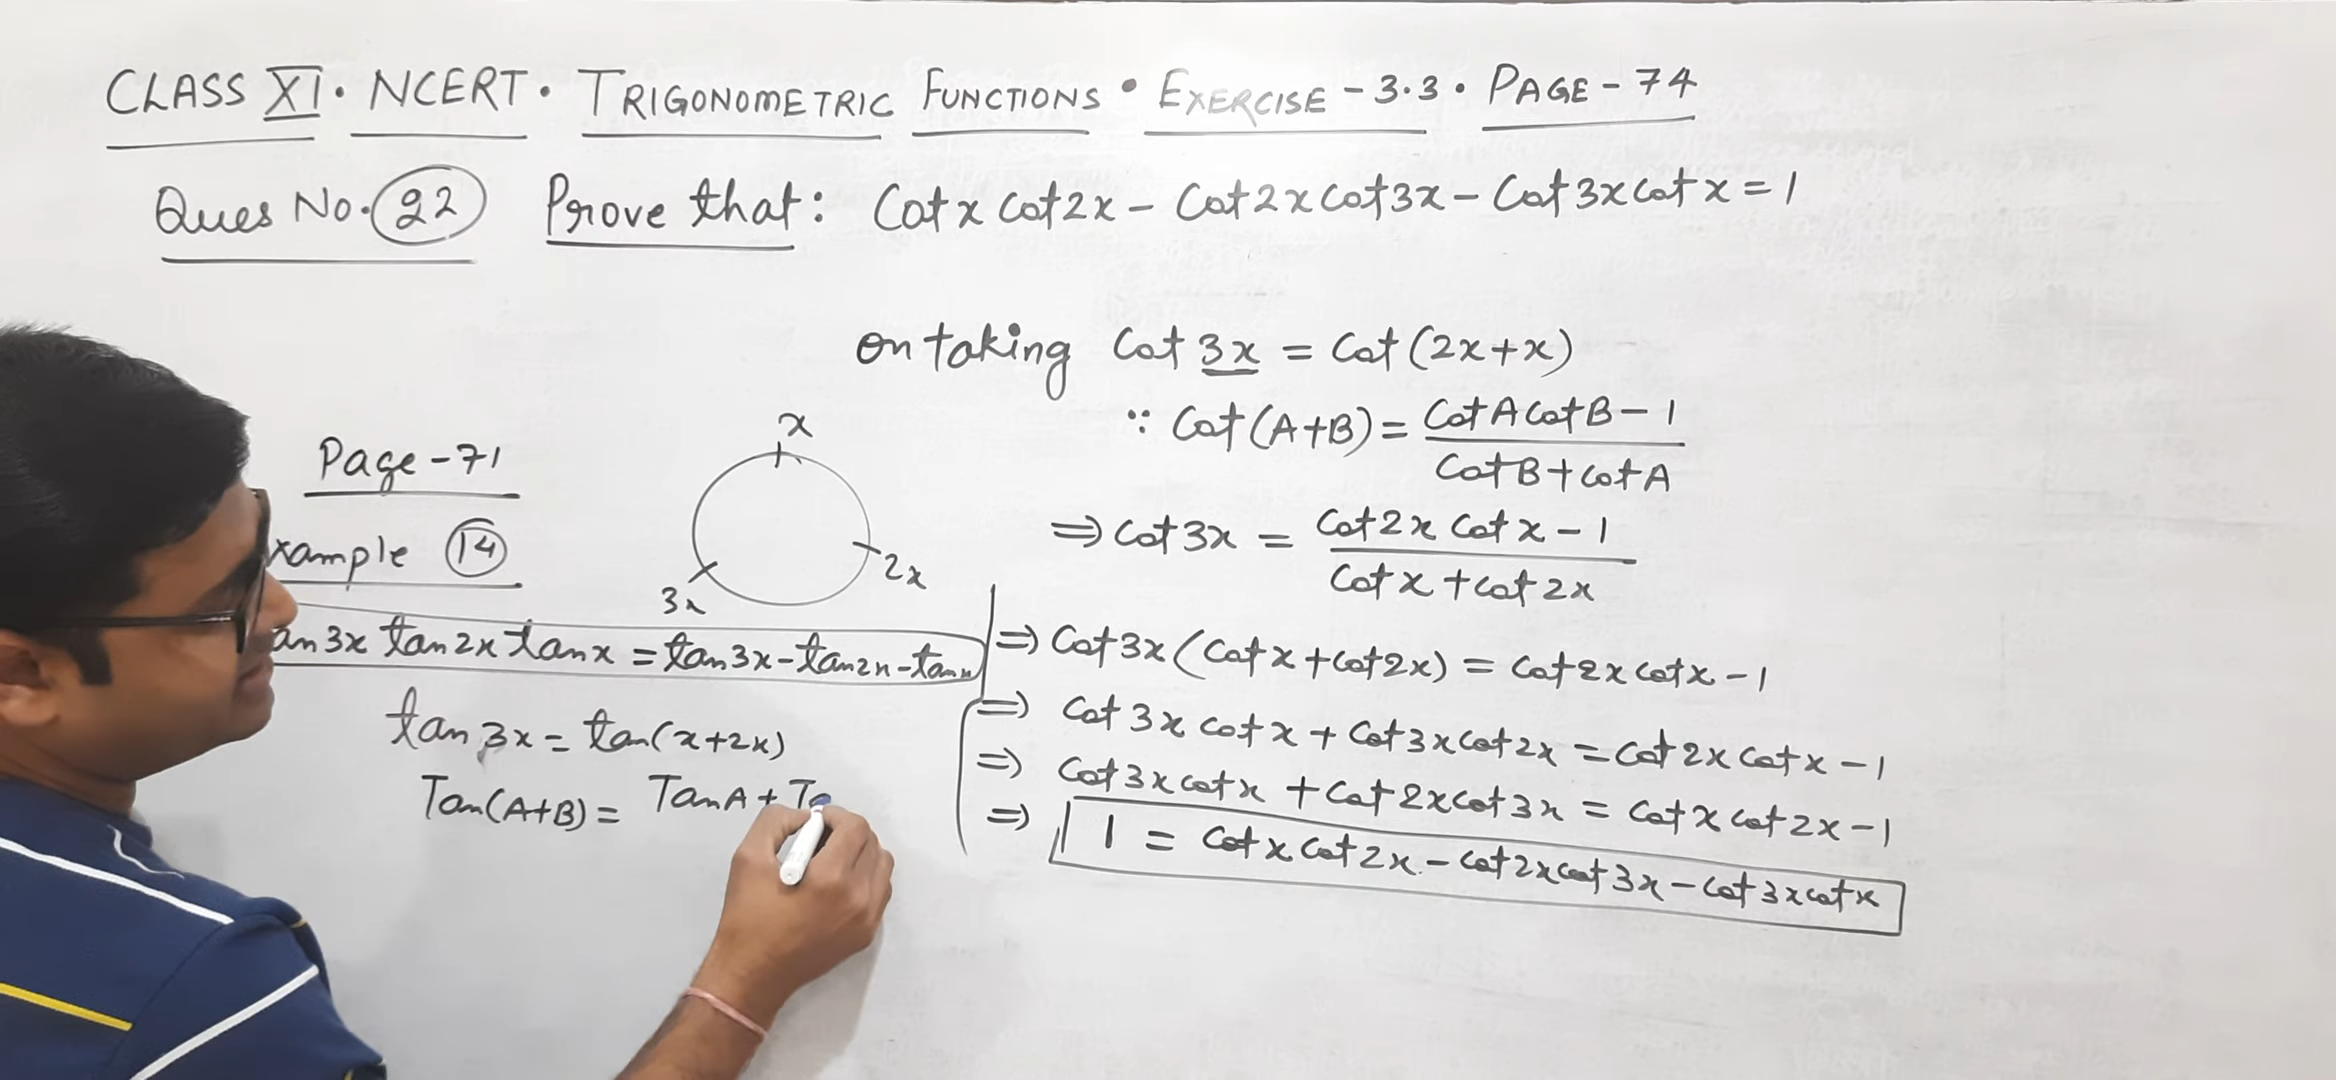 CLASS XI • NCERT • TRIGONOMETRIC FUNCTIONS • EXERCISE - 3.3 • PAGE - 74
Ques No. 22 Prove that: Cot x cot 2x - Cot 2x cot 3x - Cot 3x cot x = 1
on taking Cot 3x = Cot (2x + x)
∵ Cot (A+B) = Cot A Cot B - 1
Cot B + Cot A
⇒ Cot 3x = Cot 2x Cot x - 1
Cot x + Cot 2x
⇒ Cot 3x (Cot x + Cot 2x) = Cot 2x cot x - 1
⇒ Cot 3x cot x + Cot 3x cot 2x = Cot 2x cot x - 1
⇒ Cot 3x cot x + Cot 2x cot 3x = Cot x cot 2x - 1
⇒ 1 = Cot x cot 2x - Cot 2x cot 3x - Cot 3x cot x
Page - 71
xample 14
x
2x
3x
an 3x tan 2x tan x = tan 3x - tan 2x - tan x
tan 3x = tan (x + 2x)
Tan (A+B) = Tan A + Ta